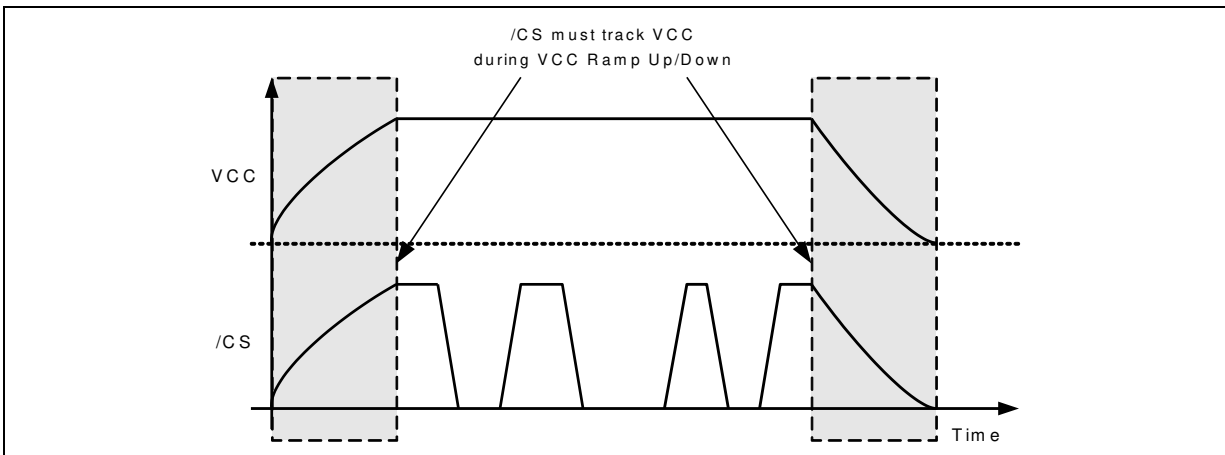 /CS must track VCC
during VCC Ramp Up/Down
VCC
/CS
Time